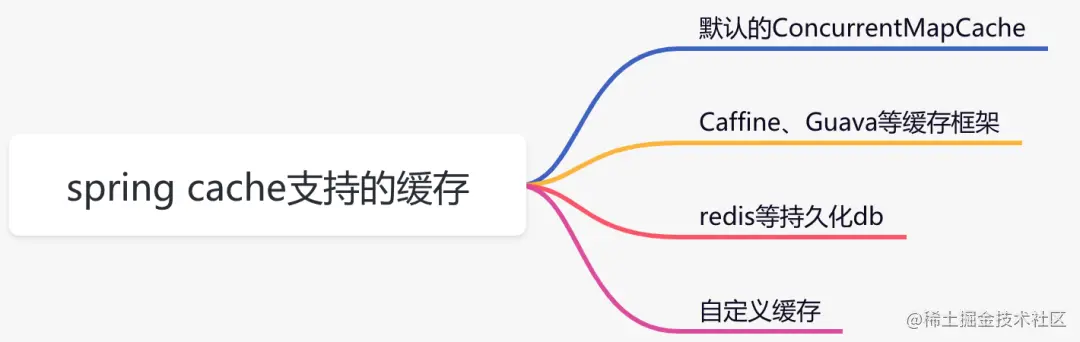 默认的ConcurrentMapCache
Caffine、Guava等缓存框架
spring cache支持的缓存
redis等持久化db
自定义缓存
@稀土掘金技术社区